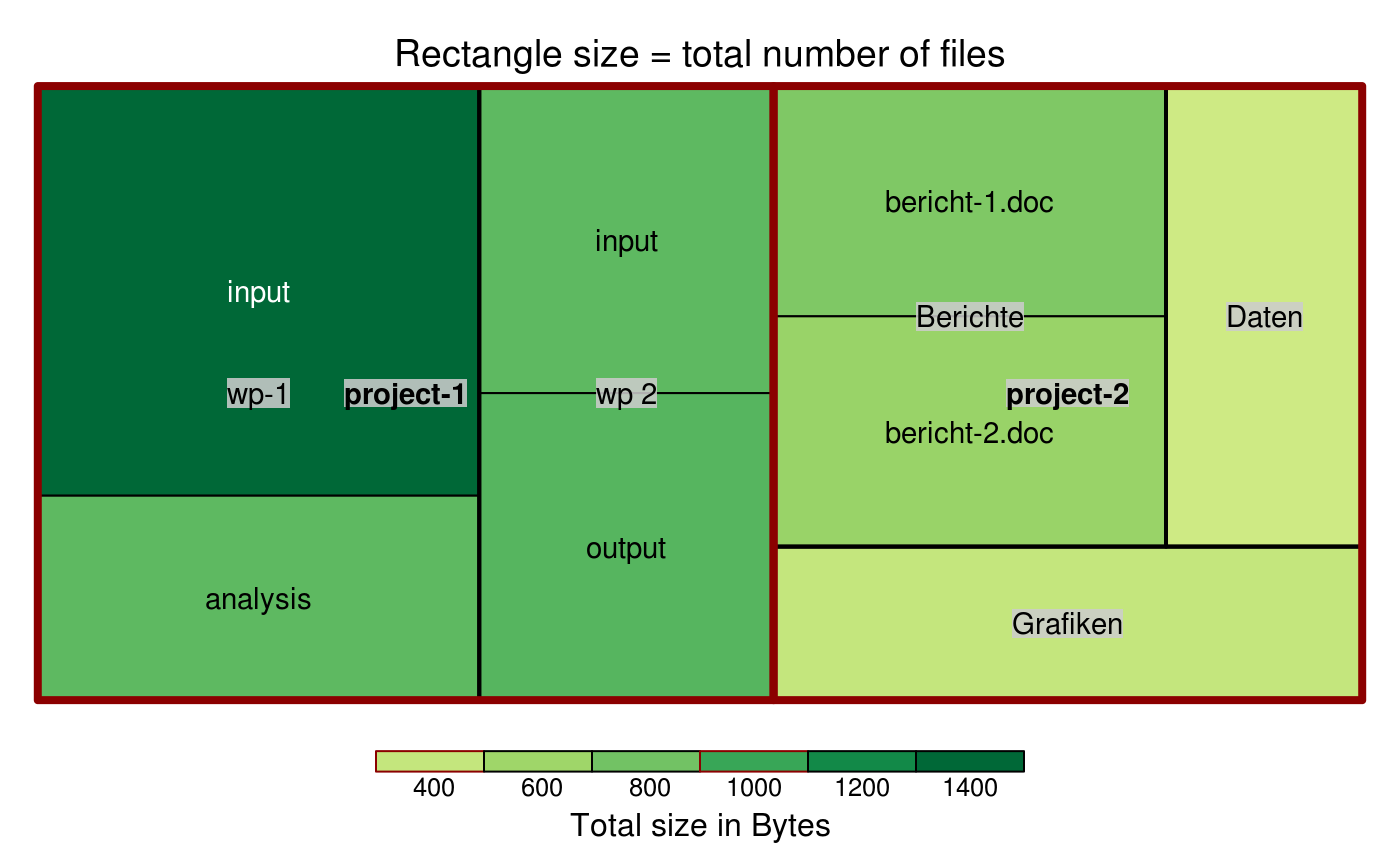 Rectangle size = total number of files
bericht-1.doc
input
input
Berichte
Daten
wp-1
project-1
wp 2
project-2
bericht-2.doc
output
analysis
Grafiken
400 600 800 1000 1200 1400
Total size in Bytes